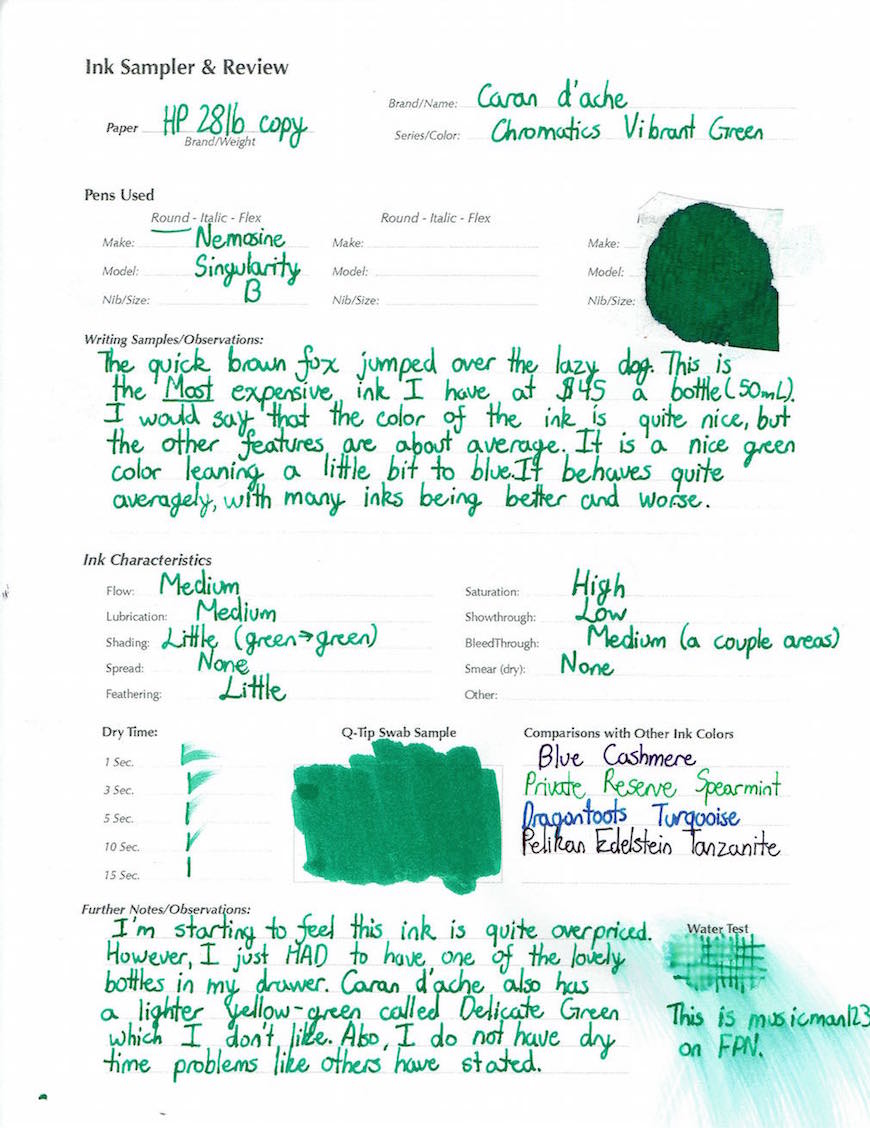 Ink Sampler & Review
Paper HP 28lb copy
Brand/Weight
Brand/Name: Caran d'ache
Series/Color: Chromatics Vibrant Green
Pens Used
Round - Italic - Flex
Make: Nemosine
Model: Singularity
Nib/Size: B
Round - Italic - Flex
Make:
Model:
Nib/Size:
Make:
Model:
Nib/Size:
Writing Samples/Observations:
The quick brown fox jumped over the lazy dog. This is
the Most expensive ink I have at $45 a bottle (50mL).
I would say that the color of the ink is quite nice, but
the other features are about average. It is a nice green
color leaning a little bit to blue. It behaves quite
averagely, with many inks being better and worse.
Ink Characteristics
Flow: Medium
Lubrication: Medium
Shading: Little (green→green)
Spread: None
Feathering: Little
Saturation: High
Showthrough: Low
BleedThrough: Medium (a couple areas)
Smear (dry): None
Other:
Dry Time:
1 Sec.
3 Sec.
5 Sec.
10 Sec.
15 Sec.
Q-Tip Swab Sample
Comparisons with Other Ink Colors
Blue Cashmere
Private Reserve Spearmint
Dragontoots Turqooise
Pelikan Edelstein Tanzanite
Further Notes/Observations:
I'm starting to feel this ink is quite overpriced.
However, I just HAD to have one of the lovely
bottles in my drawer. Caran d'ache also has
a lighter yellow-green called Delicate Green
which I don't like. Also, I do not have dry
time problems like others have stated.
Water Test
This is musicman123
on FPN.